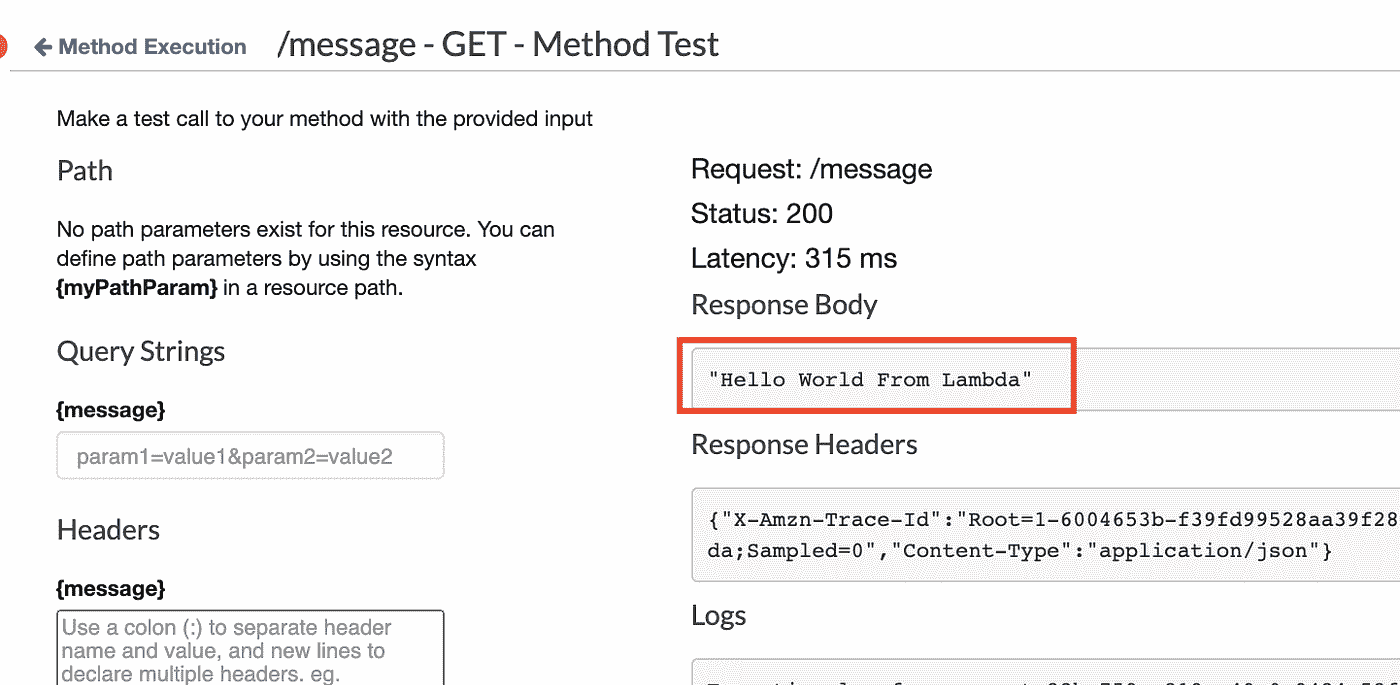 Method Execution
/message - GET - Method Test
Make a test call to your method with the provided input
Path
No path parameters exist for this resource. You can
define path parameters by using the syntax
{myPathParam} in a resource path.
Query Strings
{message}
param1=value1&param2=value2
Headers
{message}
Use a colon (:) to separate header
name and value, and new lines to
declare multiple headers. eg.
Request: /message
Status: 200
Latency: 315 ms
Response Body
"Hello World From Lambda"
Response Headers
{"X-Amzn-Trace-Id":"Root=1-6004653b-f39fd99528aa39f28
da;Sampled=0","Content-Type":"application/json"}
Logs